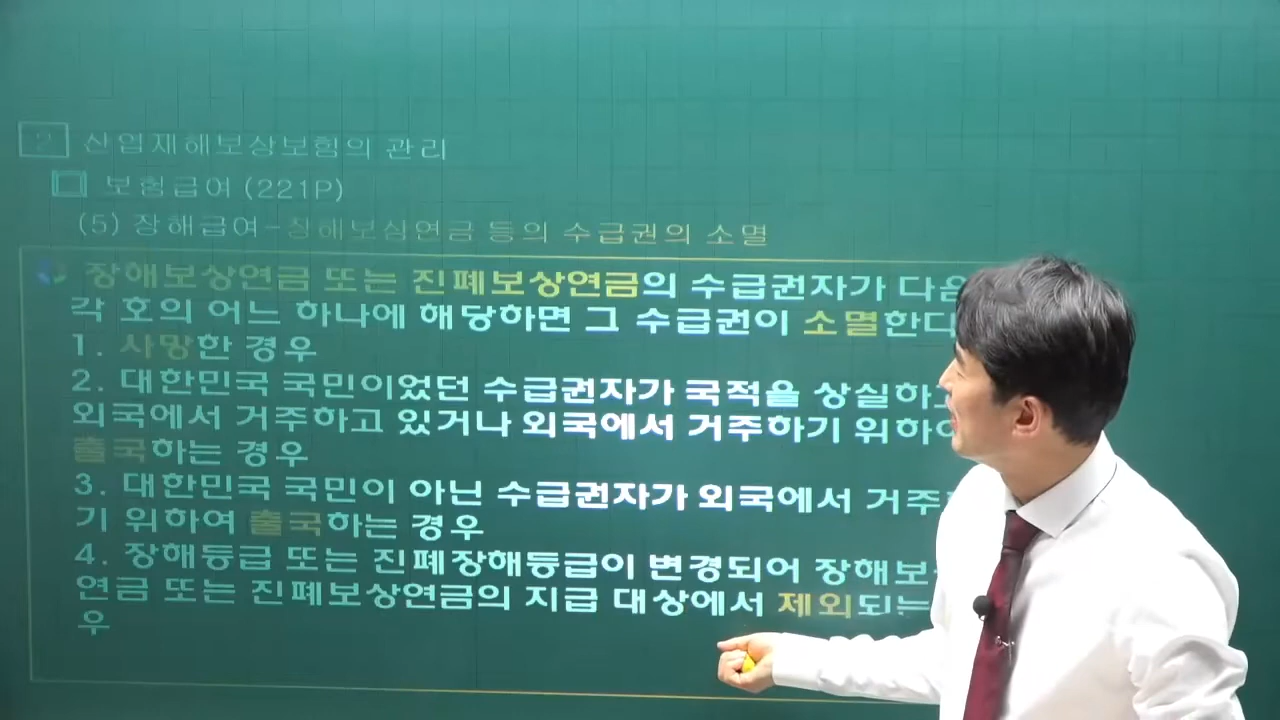 2 산업재해보상보험의 관리
보험급여 (221P)
(5) 장해급여-장해보상연금 등의 수급권의 소멸
장해보상연금 또는 진폐보상연금의 수급권자가 다음
각 호의 어느 하나에 해당하면 그 수급권이 소멸한다
1. 사망한 경우
2. 대한민국 국민이었던 수급권자가 국적을 상실하고
외국에서 거주하고 있거나 외국에서 거주하기 위하여
출국하는 경우
3. 대한민국 국민이 아닌 수급권자가 외국에서 거주
기 위하여 출국하는 경우
4. 장해등급 또는 진폐장해등급이 변경되어 장해보
연금 또는 진폐보상연금의 지급 대상에서 제외되는
우